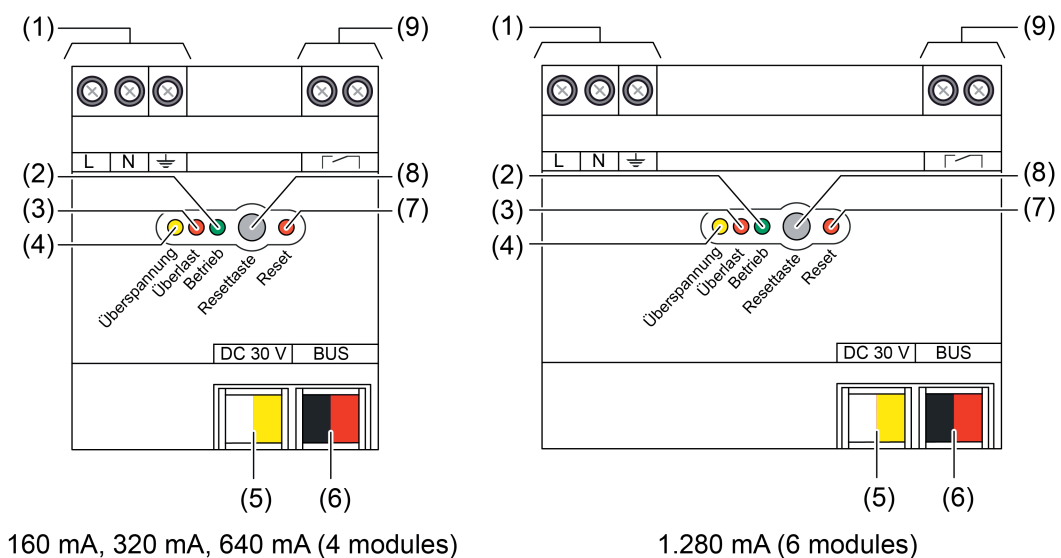 (1) (9) (1) (9)
L N L N
(2) (8) (2) (8)
(3) (7) (3) (7)
(4) (4)
Überspannung Überlast Betrieb Resettaste Reset Überspannung Überlast Betrieb Resettaste Reset
DC 30 V BUS DC 30 V BUS
(5) (6) (5) (6)
160 mA, 320 mA, 640 mA (4 modules) 1.280 mA (6 modules)